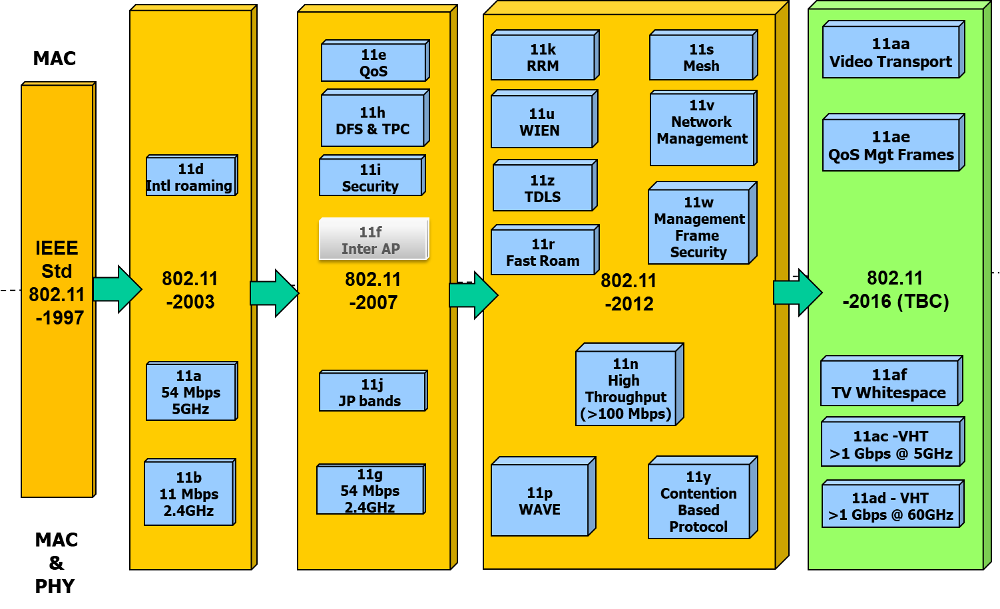 MAC
IEEE
Std
802.11
-1997
MAC
&
PHY
11d
Intl roaming
802.11
-2003
11a
54 Mbps
5GHz
11b
11 Mbps
2.4GHz
11e
QoS
11h
DFS & TPC
11i
Security
11f
Inter AP
802.11
-2007
11j
JP bands
11g
54 Mbps
2.4GHz
11k
RRM
11u
WIEN
11z
TDLS
11r
Fast Roam
11s
Mesh
11v
Network
Management
11w
Management
Frame
Security
802.11
-2012
11n
High
Throughput
(>100 Mbps)
11p
WAVE
11y
Contention
Based
Protocol
11aa
Video Transport
11ae
QoS Mgt Frames
802.11
-2016 (TBC)
11af
TV Whitespace
11ac -VHT
>1 Gbps @ 5GHz
11ad - VHT
>1 Gbps @ 60GHz